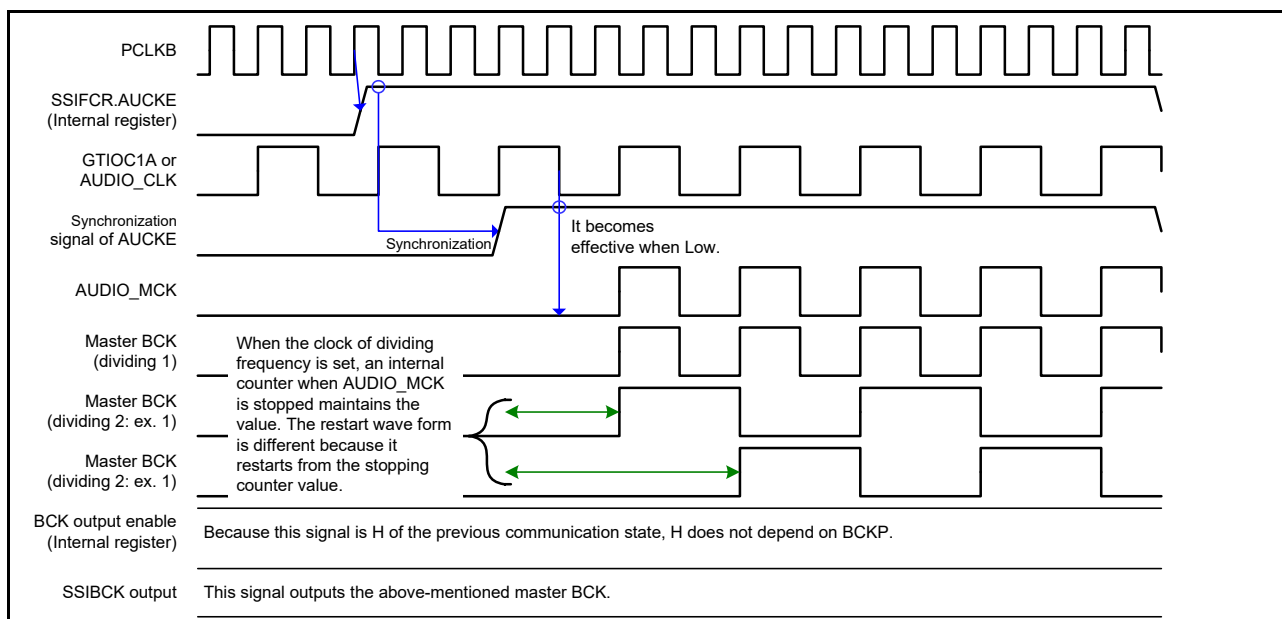 PCLKB
SSIFCR.AUCKE
(Internal register)
GTIOC1A or
AUDIO_CLK
Synchronization
signal of AUCKE
Synchronization
It becomes
effective when Low.
AUDIO_MCK
Master BCK
(dividing 1)
When the clock of dividing
frequency is set, an internal
counter when AUDIO_MCK
is stopped maintains the
value. The restart wave form
is different because it
restarts from the stopping
counter value.
Master BCK
(dividing 2: ex. 1)
Master BCK
(dividing 2: ex. 1)
BCK output enable
(Internal register)
Because this signal is H of the previous communication state, H does not depend on BCKP.
SSIBCK output
This signal outputs the above-mentioned master BCK.